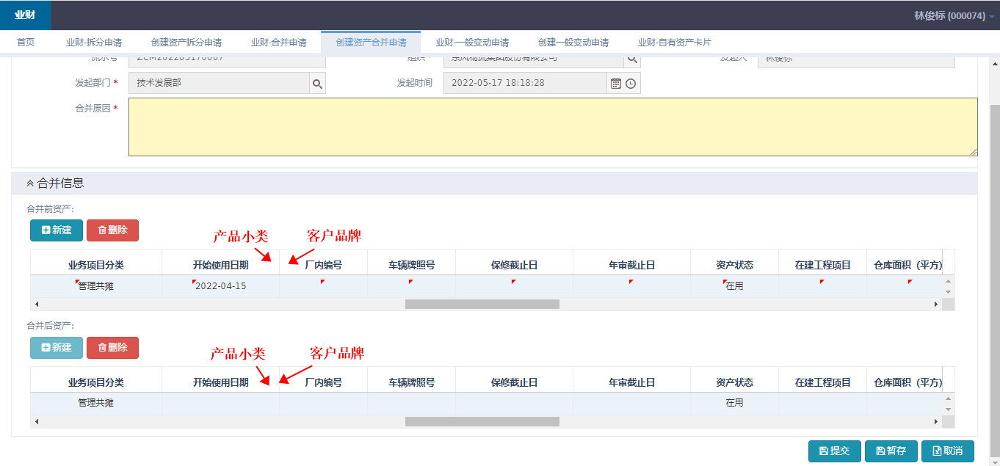 业财
林俊标 (000074)
首页 业财-拆分申请 创建资产拆分申请 业财-合并申请 创建资产合并申请 业财-一般变动申请 创建一般变动申请 业财-自有资产卡片
流水号 ZCM202205170007 组织 * 东风物流集团股份有限公司 发起人 林俊标
发起部门 * 技术发展部 发起时间 2022-05-17 18:18:28
合并原因 *
合并信息
合并前资产:
新建 删除
产品小类 客户品牌
业务项目分类 开始使用日期 厂内编号 车辆牌照号 保修截止日 年审截止日 资产状态 在建工程项目 仓库面积（平方)
管理共摊 2022-04-15 在用
合并后资产:
新建 删除
产品小类 客户品牌
业务项目分类 开始使用日期 厂内编号 车辆牌照号 保修截止日 年审截止日 资产状态 在建工程项目 仓库面积（平方)
管理共摊 在用
提交 暂存 取消